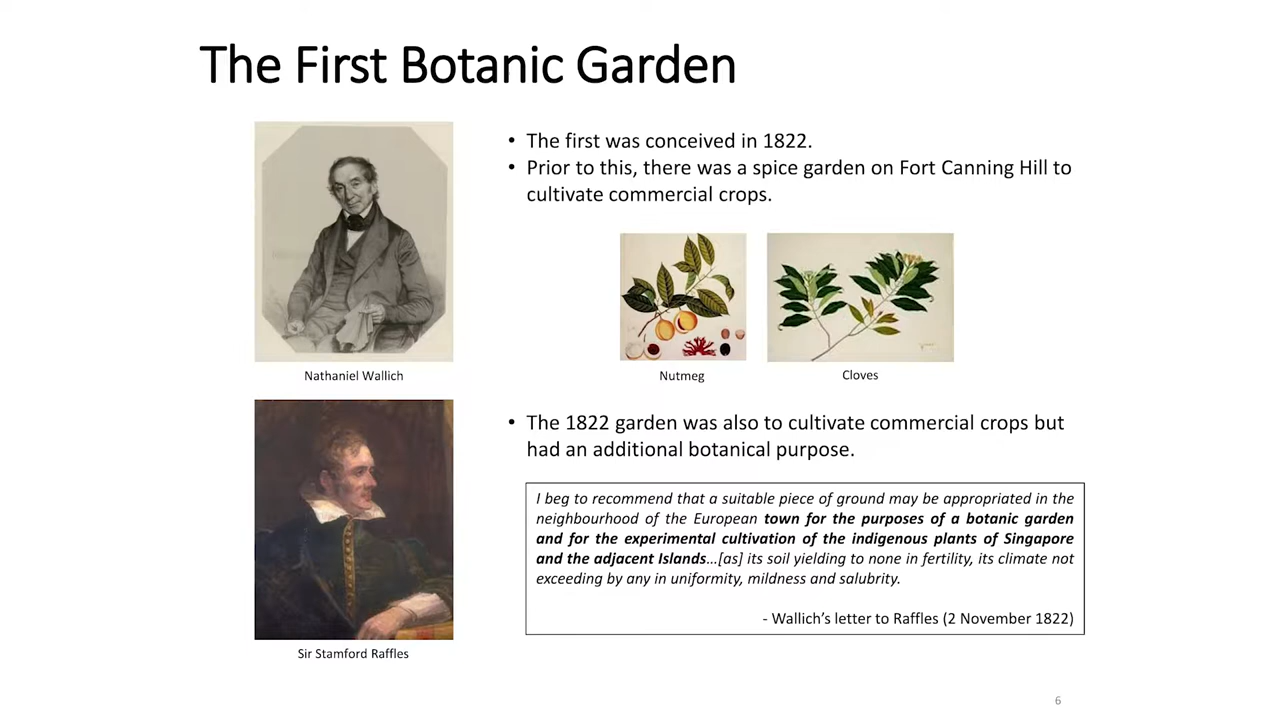 The First Botanic Garden
• The first was conceived in 1822.
• Prior to this, there was a spice garden on Fort Canning Hill to
cultivate commercial crops.
Nathaniel Wallich
Nutmeg
Cloves
• The 1822 garden was also to cultivate commercial crops but
had an additional botanical purpose.
I beg to recommend that a suitable piece of ground may be appropriated in the
neighbourhood of the European town for the purposes of a botanic garden
and for the experimental cultivation of the indigenous plants of Singapore
and the adjacent Islands...[as] its soil yielding to none in fertility, its climate not
exceeding by any in uniformity, mildness and salubrity.
- Wallich's letter to Raffles (2 November 1822)
Sir Stamford Raffles
6